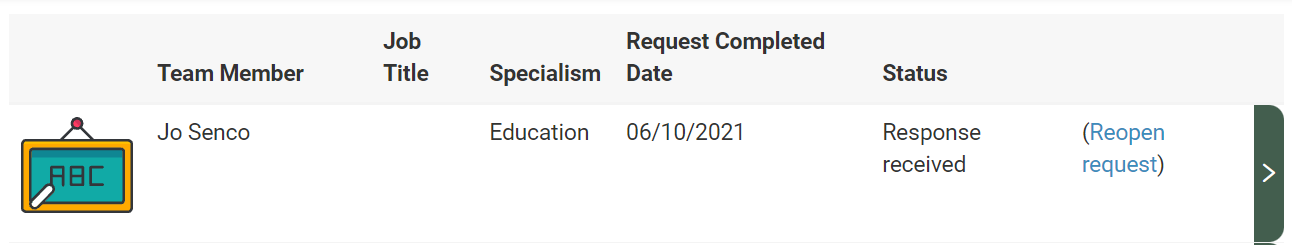 Team Member Job Title Specialism Request Completed Date Status
Jo Senco Education 06/10/2021 Response received (Reopen request)
ABC